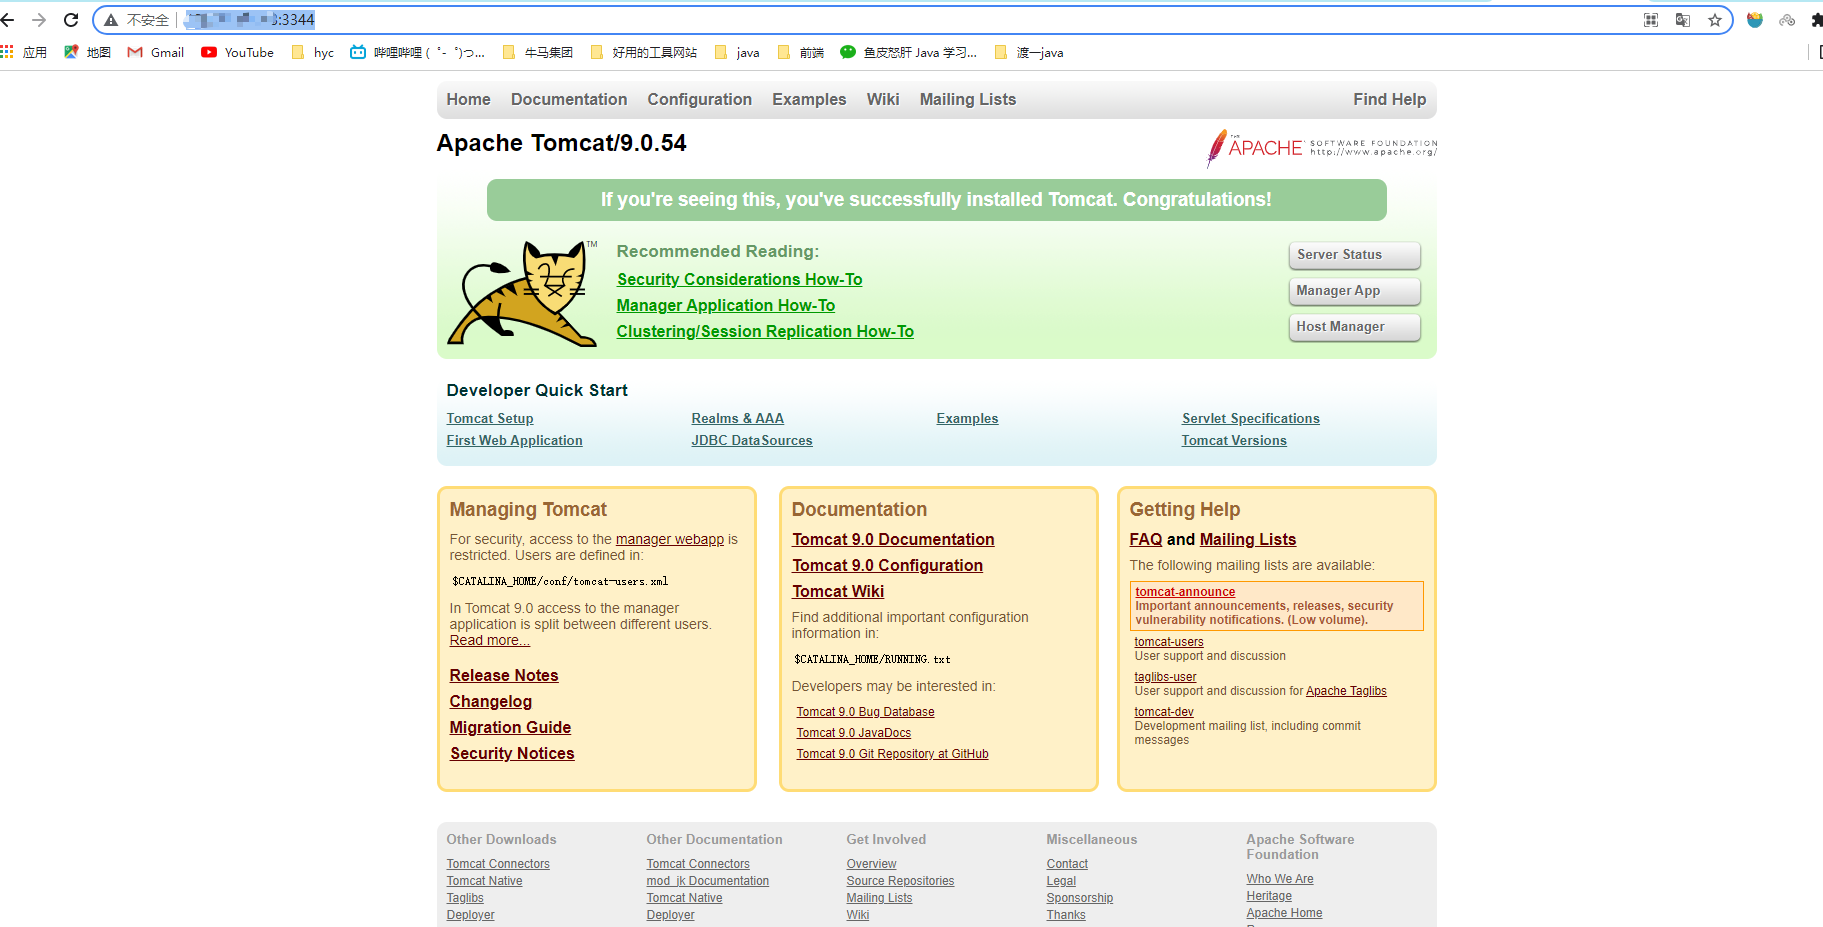 不安全 :3344
应用 地图 Gmail YouTube hyc 哔哩哔哩 ( ゜- ゜)つ... 牛马集团 好用的工具网站 java 前端 鱼皮怒肝 Java 学习... 渡一java
Home Documentation Configuration Examples Wiki Mailing Lists Find Help
Apache Tomcat/9.0.54
THE APACHE SOFTWARE FOUNDATION
http://www.apache.org/
If you're seeing this, you've successfully installed Tomcat. Congratulations!
TM
Recommended Reading:
Security Considerations How-To
Manager Application How-To
Clustering/Session Replication How-To
Server Status
Manager App
Host Manager
Developer Quick Start
Tomcat Setup
First Web Application
Realms & AAA
JDBC DataSources
Examples
Servlet Specifications
Tomcat Versions
Managing Tomcat
For security, access to the manager webapp is
restricted. Users are defined in:
$CATALINA_HOME/conf/tomcat-users.xml
In Tomcat 9.0 access to the manager
application is split between different users.
Read more...
Release Notes
Changelog
Migration Guide
Security Notices
Documentation
Tomcat 9.0 Documentation
Tomcat 9.0 Configuration
Tomcat Wiki
Find additional important configuration
information in:
$CATALINA_HOME/RUNNING.txt
Developers may be interested in:
Tomcat 9.0 Bug Database
Tomcat 9.0 JavaDocs
Tomcat 9.0 Git Repository at GitHub
Getting Help
FAQ and Mailing Lists
The following mailing lists are available:
tomcat-announce
Important announcements, releases, security
vulnerability notifications. (Low volume).
tomcat-users
User support and discussion
taglibs-user
User support and discussion for Apache Taglibs
tomcat-dev
Development mailing list, including commit
messages
Other Downloads
Tomcat Connectors
Tomcat Native
Taglibs
Deployer
Other Documentation
Tomcat Connectors
mod_jk Documentation
Tomcat Native
Deployer
Get Involved
Overview
Source Repositories
Mailing Lists
Wiki
Miscellaneous
Contact
Legal
Sponsorship
Thanks
Apache Software
Foundation
Who We Are
Heritage
Apache Home